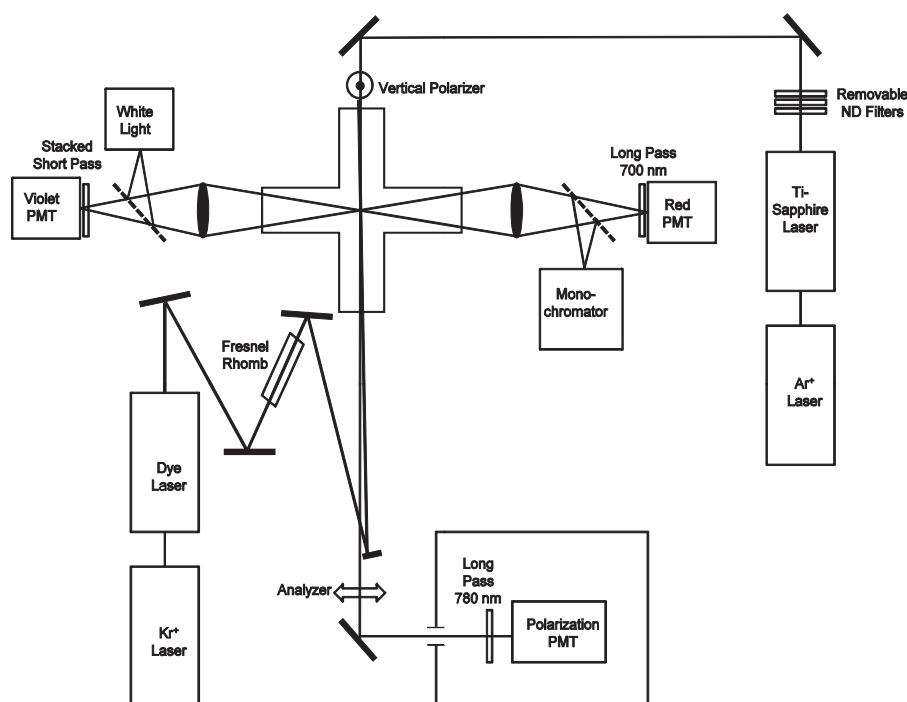 Vertical Polarizer
Removable
ND Filters
White
Light
Stacked
Short Pass
Violet
PMT
Long Pass
700 nm
Red
PMT
Ti-
Sapphire
Laser
Mono-
chromator
Fresnel
Rhomb
Ar+
Laser
Dye
Laser
Analyzer
Long
Pass
780 nm
Polarization
PMT
Kr+
Laser